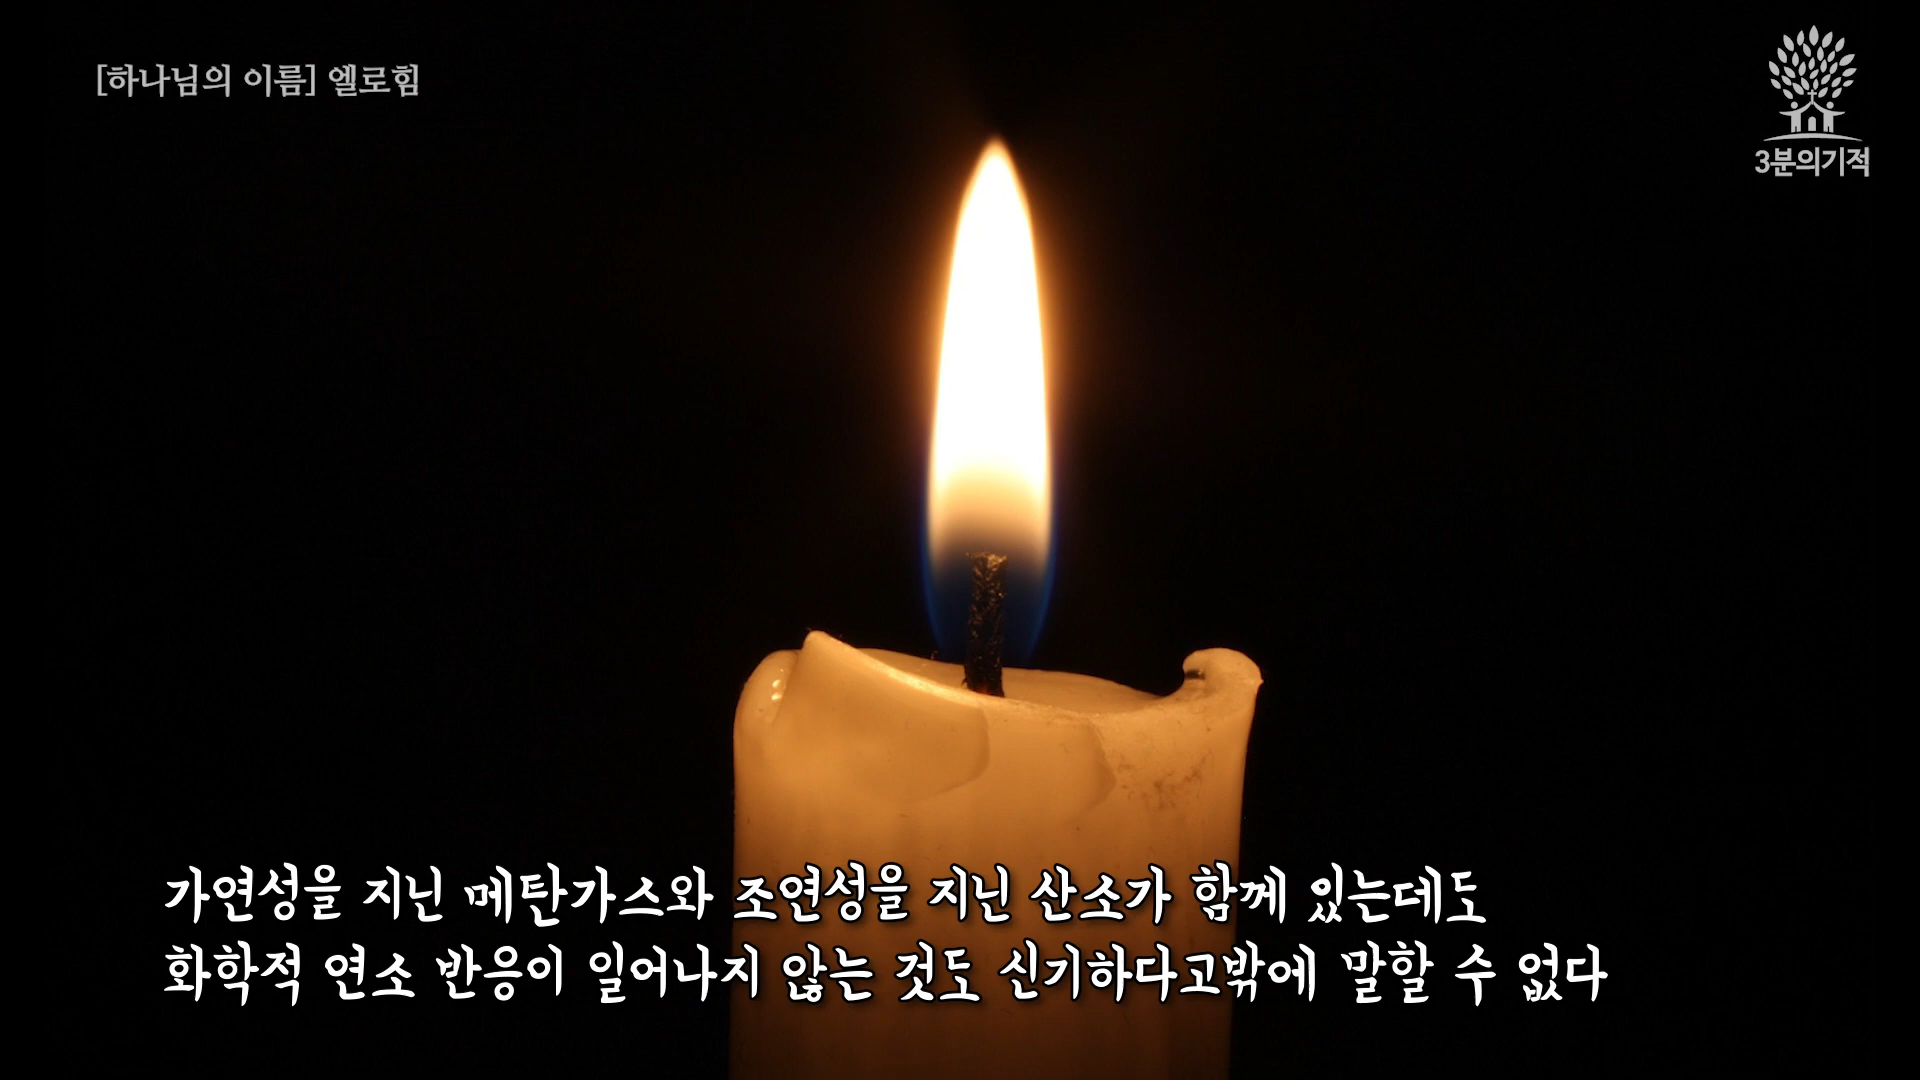 [하나님의 이름] 엘로힘
3분의기적
가연성을 지닌 메탄가스와 조연성을 지닌 산소가 함께 있는데도
화학적 연소 반응이 일어나지 않는 것도 신기하다고밖에 말할 수 없다